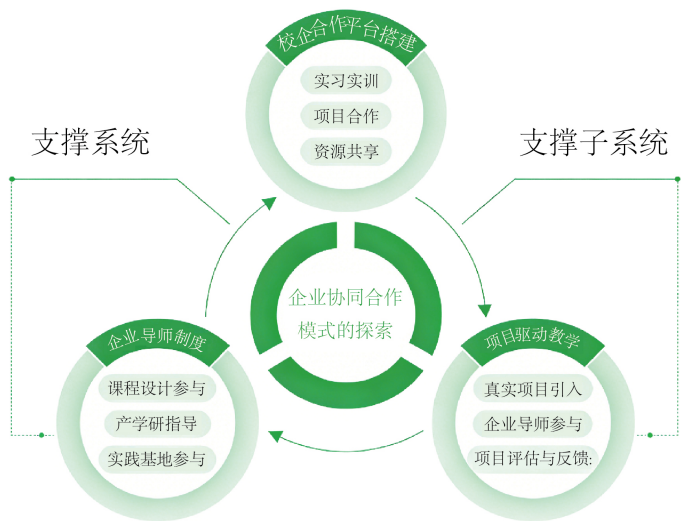 校企合作平台搭建
实习实训
项目合作
资源共享
支撑系统
支撑子系统
企业协同合作
模式的探索
企业导师制度
课程设计参与
产学研指导
实践基地参与
项目驱动教学
真实项目引入
企业导师参与
项目评估与反馈: